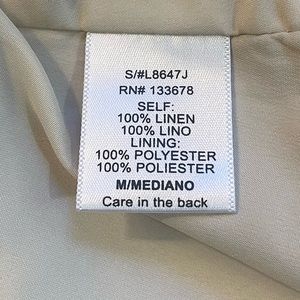 S/#L8647J
RN# 133678
SELF:
100% LINEN
100% LINO
LINING:
100% POLYESTER
100% POLIESTER
M/MEDIANO
Care in the back